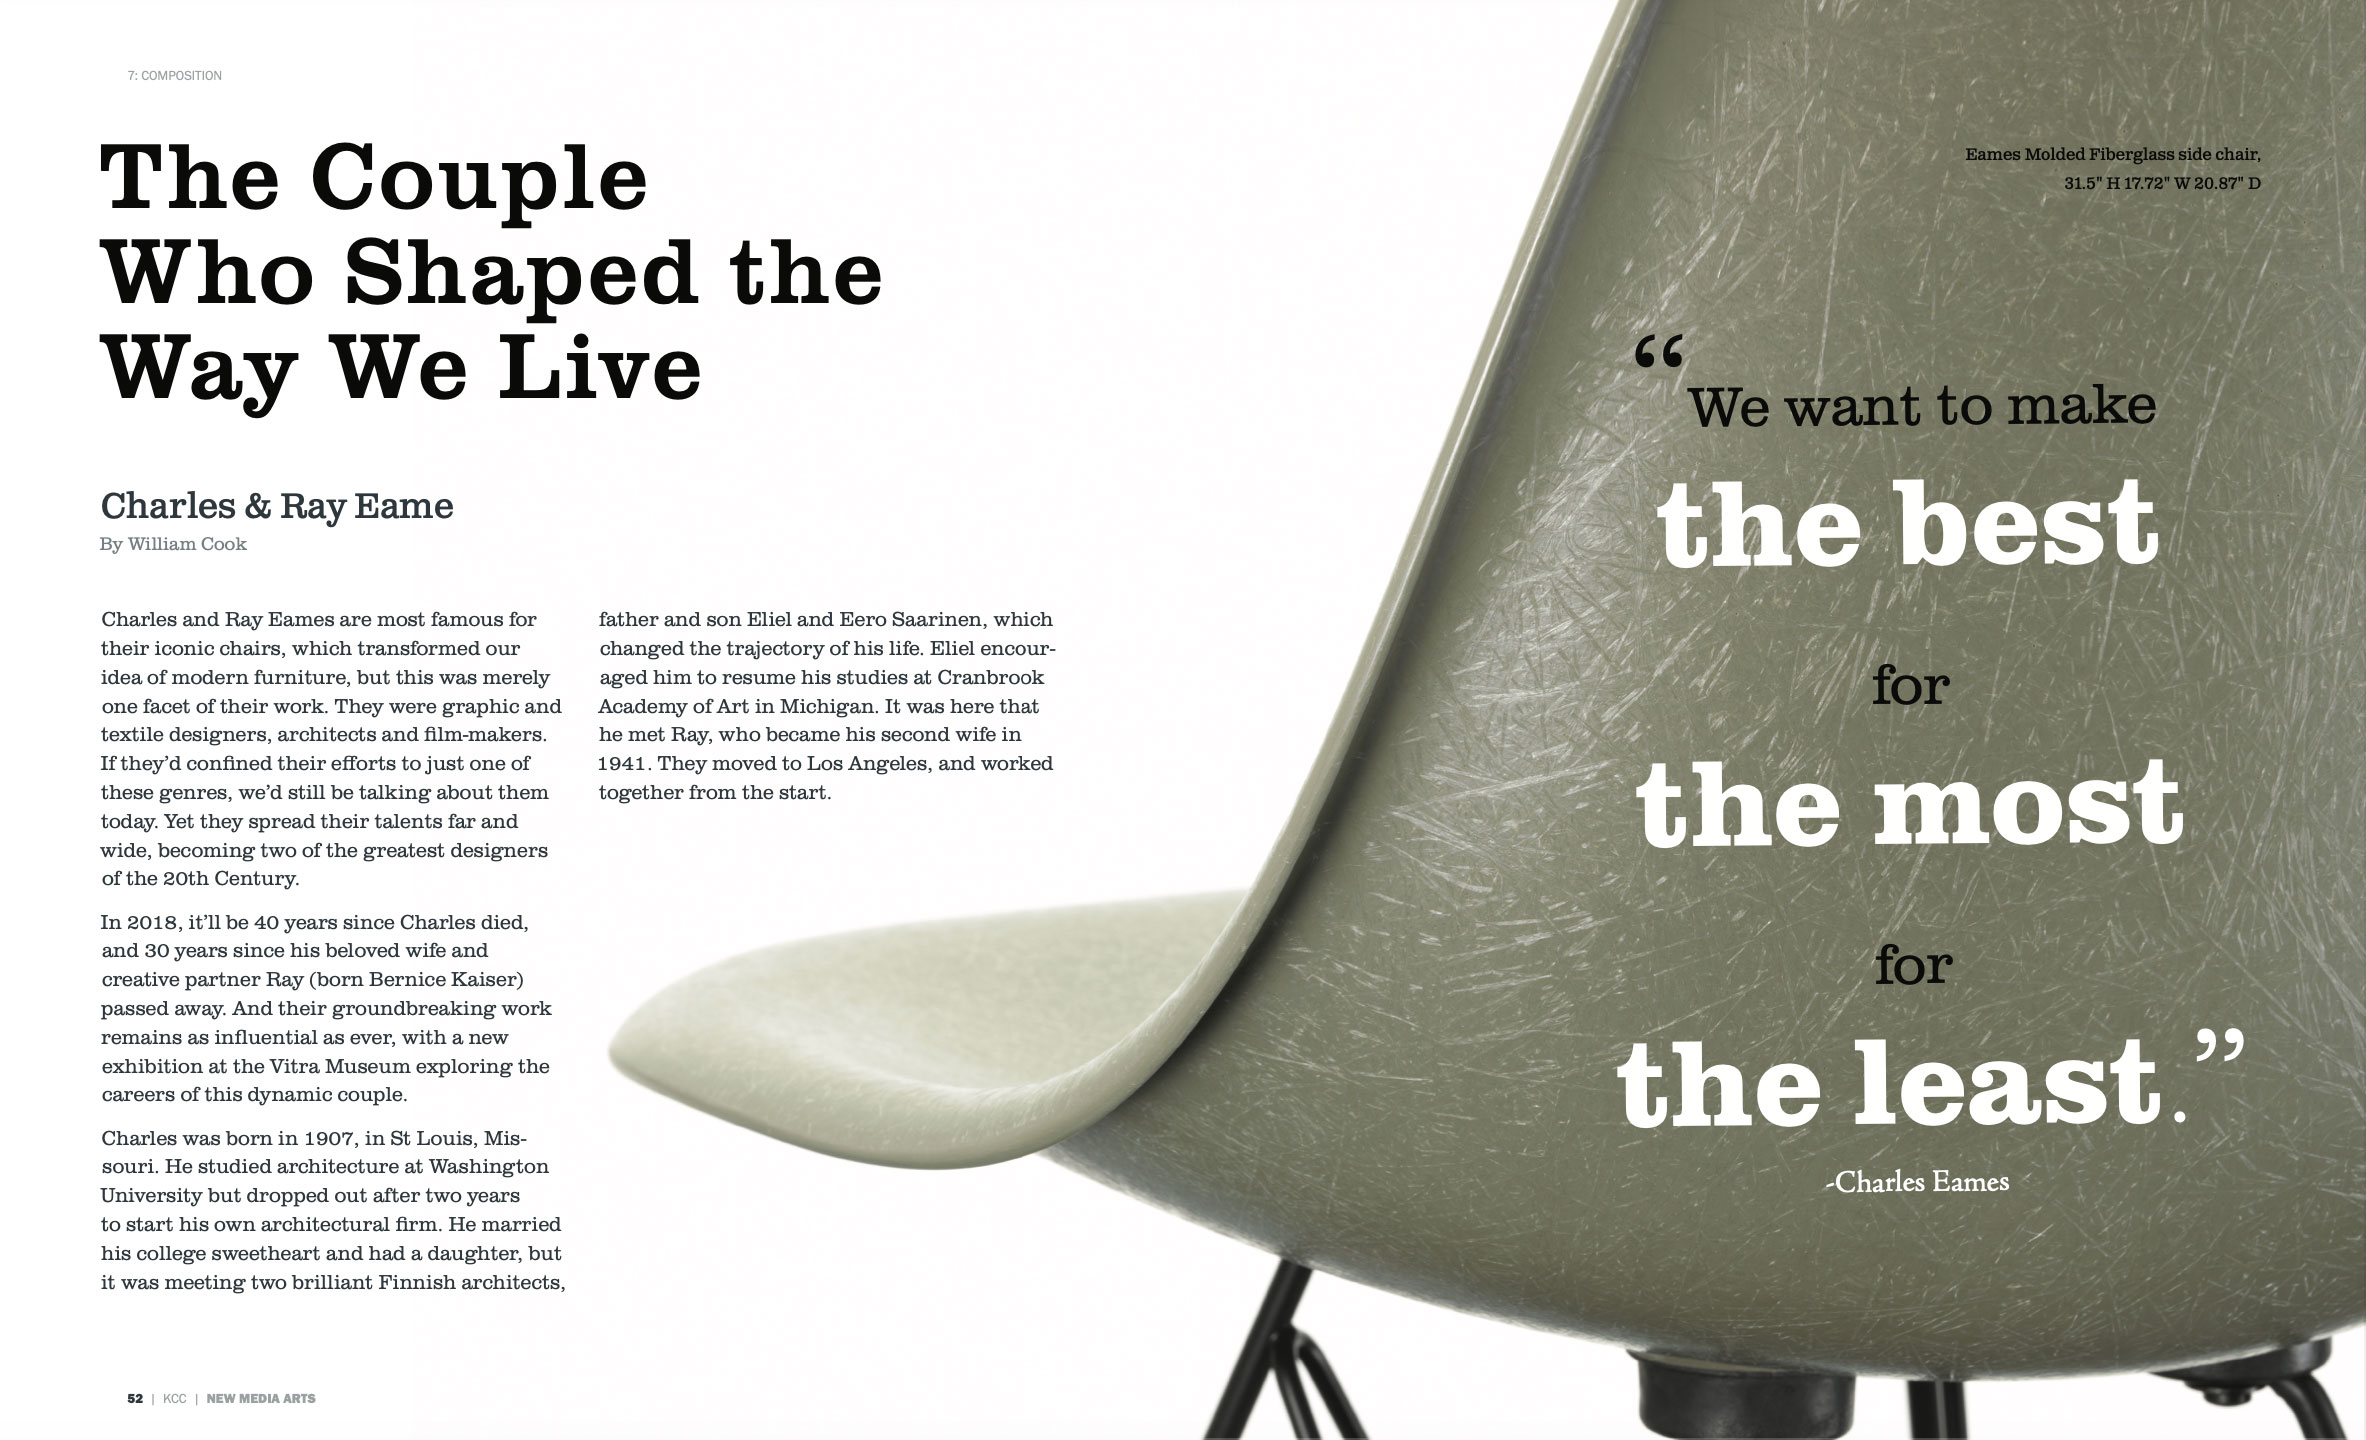 7: COMPOSITION
The Couple
Who Shaped the
Way We Live
Charles & Ray Eame
By William Cook
Charles and Ray Eames are most famous for
their iconic chairs, which transformed our
idea of modern furniture, but this was merely
one facet of their work. They were graphic and
textile designers, architects and film-makers.
If they’d confined their efforts to just one of
these genres, we’d still be talking about them
today. Yet they spread their talents far and
wide, becoming two of the greatest designers
of the 20th Century.
In 2018, it’ll be 40 years since Charles died,
and 30 years since his beloved wife and
creative partner Ray (born Bernice Kaiser)
passed away. And their groundbreaking work
remains as influential as ever, with a new
exhibition at the Vitra Museum exploring the
careers of this dynamic couple.
Charles was born in 1907, in St Louis, Mis-
souri. He studied architecture at Washington
University but dropped out after two years
to start his own architectural firm. He married
his college sweetheart and had a daughter, but
it was meeting two brilliant Finnish architects,
father and son Eliel and Eero Saarinen, which
changed the trajectory of his life. Eliel encour-
aged him to resume his studies at Cranbrook
Academy of Art in Michigan. It was here that
he met Ray, who became his second wife in
1941. They moved to Los Angeles, and worked
together from the start.
52 | KCC | NEW MEDIA ARTS
Eames Molded Fiberglass side chair,
31.5" H 17.72" W 20.87" D
“We want to make
the best
for
the most
for
the least.”
-Charles Eames